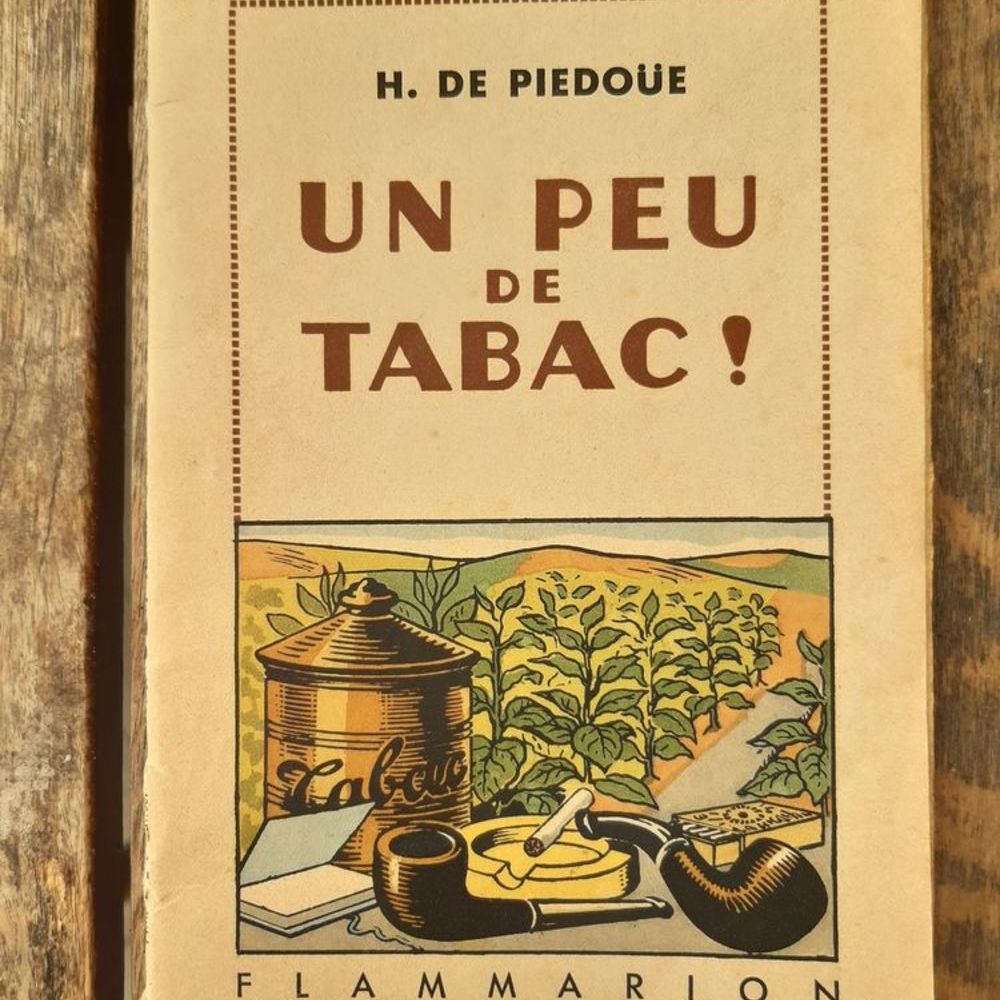 H. DE PIEDOÜE
UN PEU
DE
TABAC !
Tabac
FLAMMARION